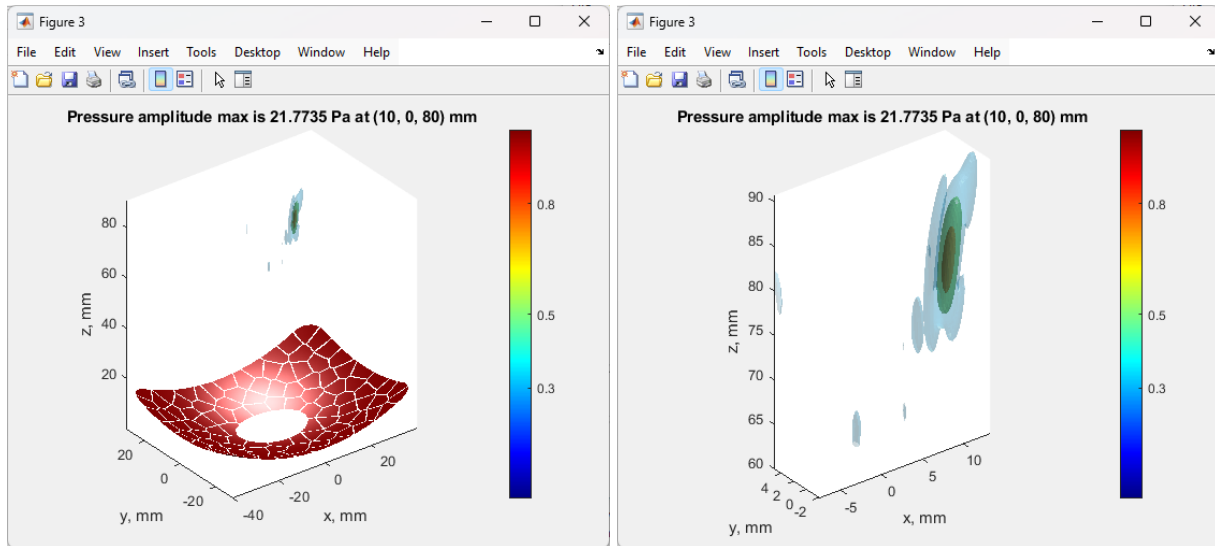 Figure 3
File Edit View Insert Tools Desktop Window Help
Pressure amplitude max is 21.7735 Pa at (10, 0, 80) mm
80
60
40
20
z, mm
20
0
-20
y, mm
-40
-20
0
20
x, mm
0.8
0.5
0.3
Figure 3
File Edit View Insert Tools Desktop Window Help
Pressure amplitude max is 21.7735 Pa at (10, 0, 80) mm
90
85
80
75
70
65
60
z, mm
4
2
0
-2
y, mm
-5
0
5
10
x, mm
0.8
0.5
0.3